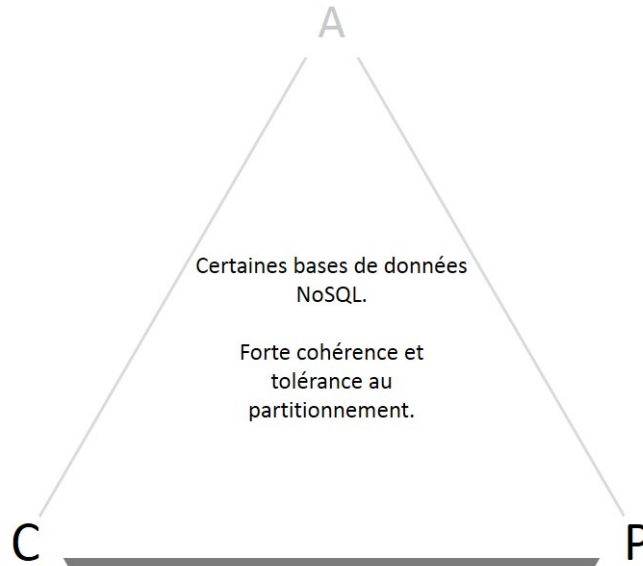 A
Certaines bases de données
NoSQL.
Forte cohérence et
tolérance au
partitionnement.
C
P